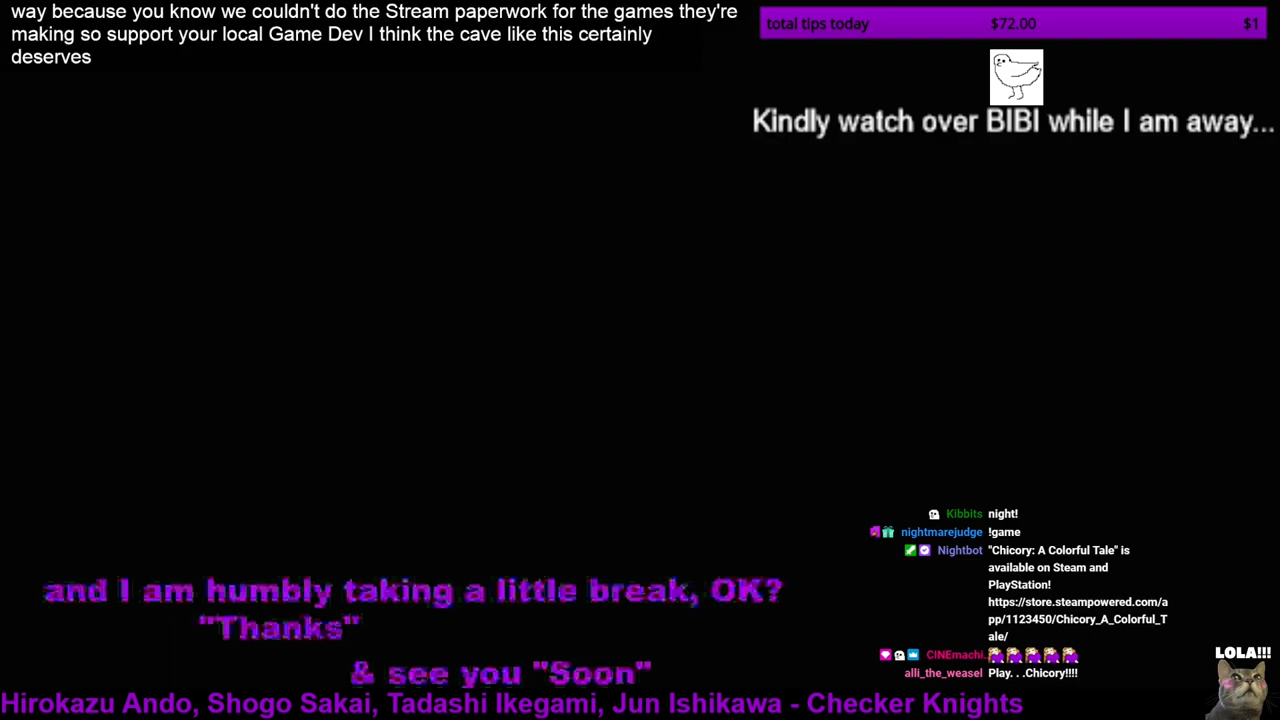 way because you know we couldn't do the Stream paperwork for the games they're
making so support your local Game Dev I think the cave like this certainly
deserves
total tips today $72.00 $1
Kindly watch over BIBI while I am away...
Kibbits night!
nightmarejudge !game
Nightbot "Chicory: A Colorful Tale" is
available on Steam and
PlayStation!
https://store.steampowered.com/a
pp/1123450/Chicory_A_Colorful_T
ale/
CINEmachi..
alli_the_weasel Play. . .Chicory!!!!
and I am humbly taking a little break, OK?
"Thanks"
& see you "Soon"
LOLA!!!
Hirokazu Ando, Shogo Sakai, Tadashi Ikegami, Jun Ishikawa - Checker Knights